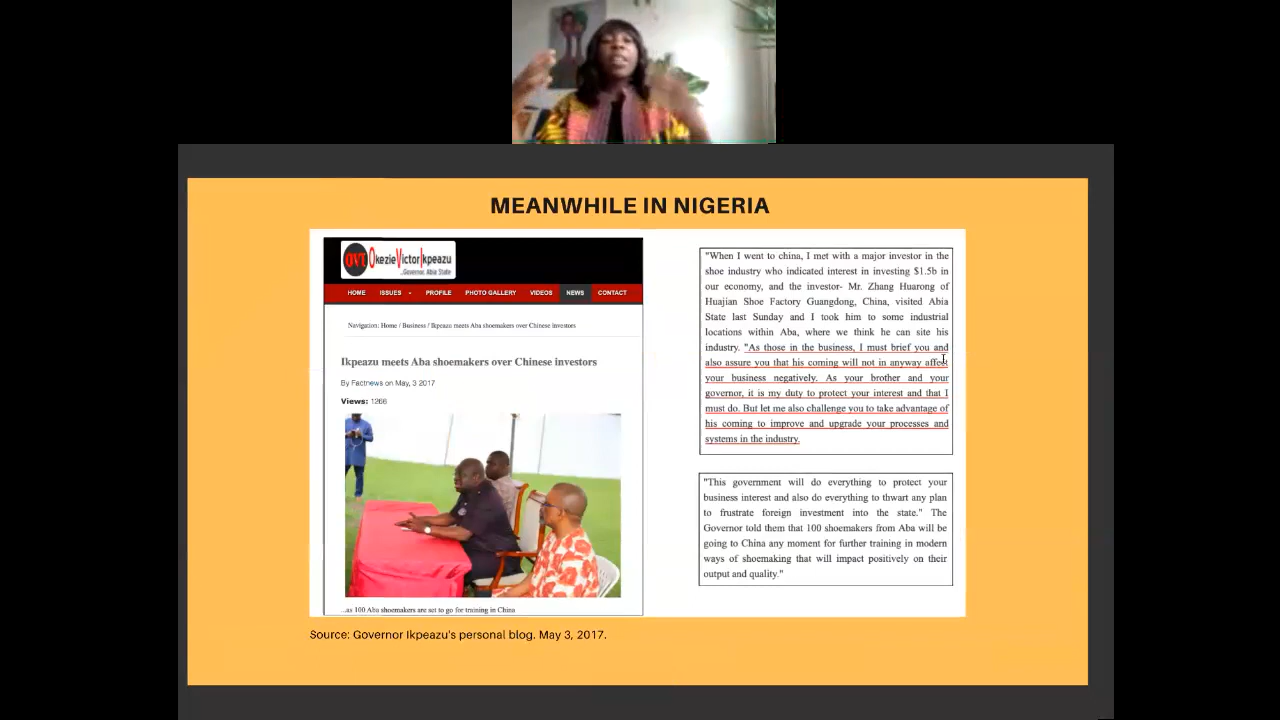 MEANWHILE IN NIGERIA
OVI OkezieVictorIkpeazu
..Governor, Abia State
HOME ISSUES PROFILE PHOTO GALLERY VIDEOS NEWS CONTACT
Navigation: Home / Business / Ikpeazu meets Aba shoemakers over Chinese investors
Ikpeazu meets Aba shoemakers over Chinese investors
By Factnews on May, 3 2017
Views: 1266
...as 100 Aba shoemakers are set to go for training in China
"When I went to china, I met with a major investor in the
shoe industry who indicated interest in investing $1.5b in
our economy, and the investor- Mr. Zhang Huarong of
Huajian Shoe Factory Guangdong, China, visited Abia
State last Sunday and I took him to some industrial
locations within Aba, where we think he can site his
industry. "As those in the business, I must brief you and
also assure you that his coming will not in anyway affect
your business negatively. As your brother and your
governor, it is my duty to protect your interest and that I
must do. But let me also challenge you to take advantage of
his coming to improve and upgrade your processes and
systems in the industry.
"This government will do everything to protect your
business interest and also do everything to thwart any plan
to frustrate foreign investment into the state." The
Governor told them that 100 shoemakers from Aba will be
going to China any moment for further training in modern
ways of shoemaking that will impact positively on their
output and quality."
Source: Governor Ikpeazu's personal blog. May 3, 2017.